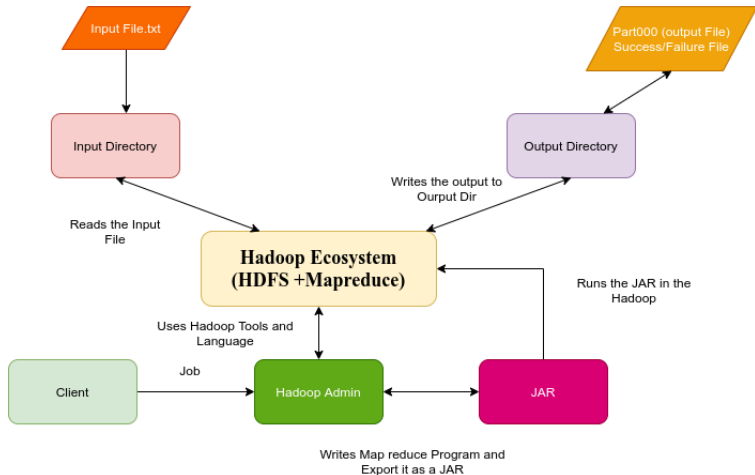 Input File.txt
Part000 (output File)
Success/Failure File
Input Directory
Output Directory
Writes the output to
Ourput Dir
Reads the Input
File
Hadoop Ecosystem
(HDFS +Mapreduce)
Runs the JAR in the
Hadoop
Uses Hadoop Tools and
Language
Job
Client
Hadoop Admin
JAR
Writes Map reduce Program and
Export it as a JAR